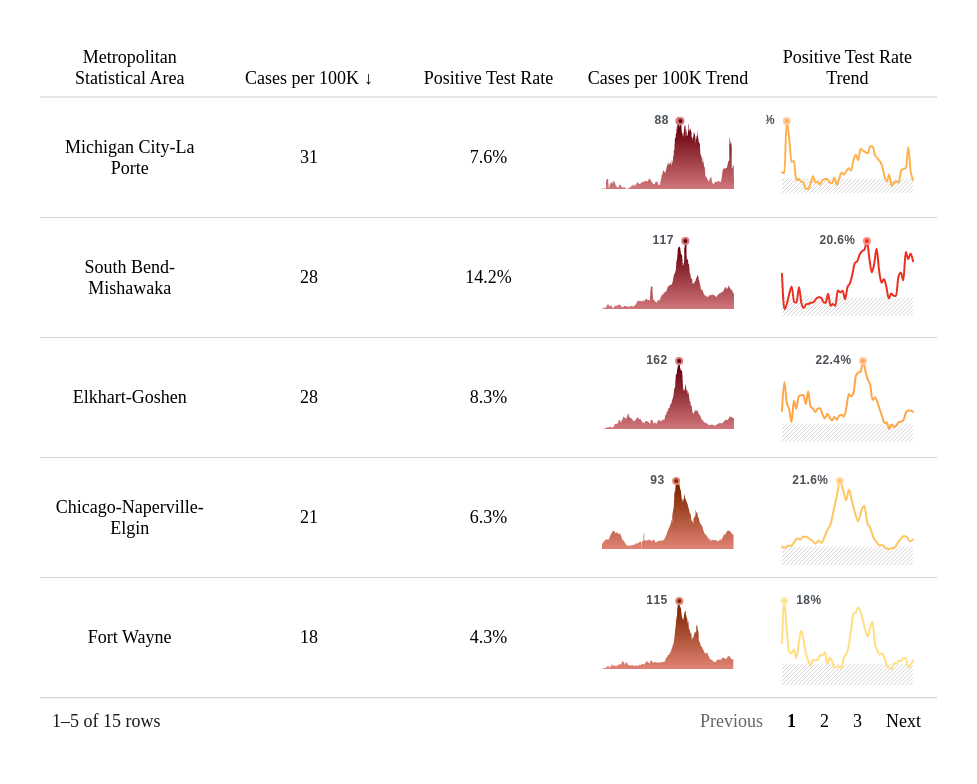 Metropolitan
Statistical Area
Cases per 100K ↓
Positive Test Rate
Cases per 100K Trend
Positive Test Rate
Trend
Michigan City-La
Porte
31
7.6%
88
%
South Bend-
Mishawaka
28
14.2%
117
20.6%
Elkhart-Goshen
28
8.3%
162
22.4%
Chicago-Naperville-
Elgin
21
6.3%
93
21.6%
Fort Wayne
18
4.3%
115
18%
1–5 of 15 rows
Previous 1 2 3 Next